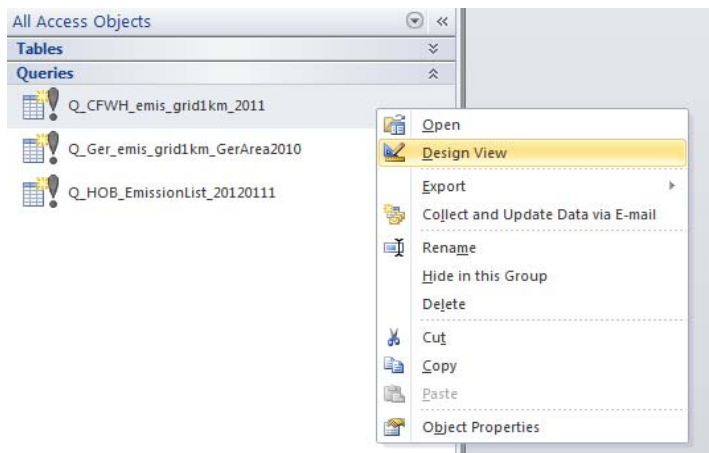 All Access Objects
Tables
Queries
Q_CFWH_emis_grid1km_2011
Q_Ger_emis_grid1km_GerArea2010
Q_HOB_EmissionList_20120111
Open
Design View
Export
Collect and Update Data via E-mail
Rename
Hide in this Group
Delete
Cut
Copy
Paste
Object Properties